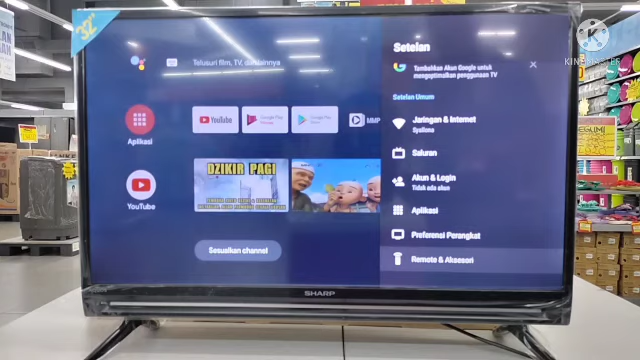 32"
KINEMASTER
Telusuri film, TV, dan lainnya
Setelan
Tambahkan Akun Google untuk
mengoptimalkan penggunaan TV
Setelan Umum
Jaringan & Internet
Saluran
Akun & Login
Tidak ada akun
Aplikasi
Preferensi Perangkat
Remote & Aksesori
Aplikasi
YouTube
Google Play
Google Play
YouTube
DZIKIR PAGI
Sesuaikan channel
SHARP